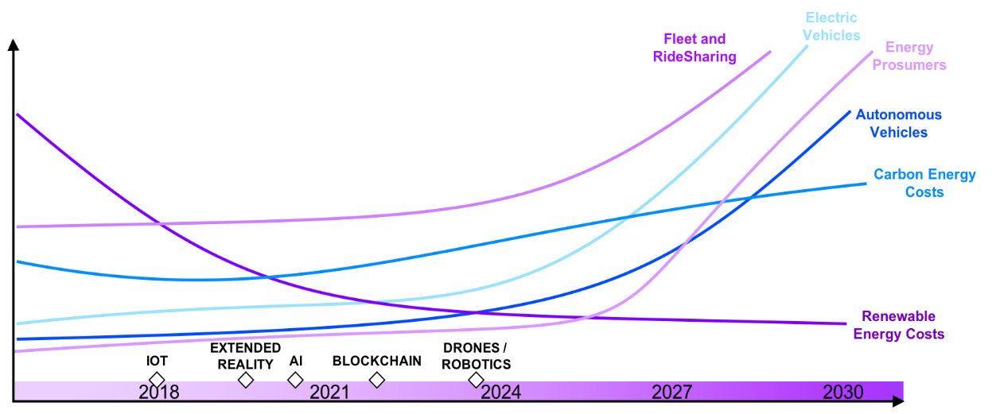 Electric
Vehicles
Fleet and
RideSharing
Energy
Prosumers
Autonomous
Vehicles
Carbon Energy
Costs
Renewable
Energy Costs
IOT
EXTENDED
REALITY
AI
BLOCKCHAIN
DRONES /
ROBOTICS
2018
2021
2024
2027
2030